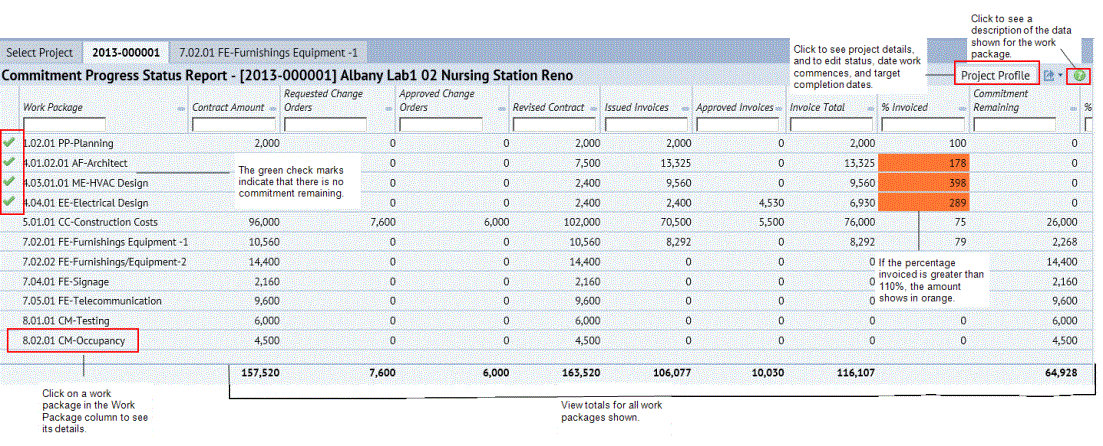 Click to see a
description of the data
shown for the work
package.
Click to see project details,
and to edit status, date work
commences, and target
completion dates.
Select Project 2013-000001 7.02.01 FE-Furnishings Equipment -1
Commitment Progress Status Report - [2013-000001] Albany Lab1 02 Nursing Station Reno Project Profile ?
Work Package Contract Amount Requested Change Orders Approved Change Orders Revised Contract Issued Invoices Approved Invoices Invoice Total % Invoiced Commitment Remaining %
1.02.01 PP-Planning 2,000 0 0 2,000 2,000 0 2,000 100 0
4.01.02.01 AF-Architect 0 7,500 13,325 0 13,325 178 0
4.03.01.01 ME-HVAC Design 0 2,400 9,560 0 9,560 398 0
4.04.01 EE-Electrical Design 0 2,400 2,400 4,530 6,930 289 0
The green check marks
indicate that there is no
commitment remaining.
5.01.01 CC-Construction Costs 96,000 7,600 6,000 102,000 70,500 5,500 76,000 75 26,000
7.02.01 FE-Furnishings Equipment -1 10,560 0 0 10,560 8,292 0 8,292 79 2,268
7.02.02 FE-Furnishings/Equipment-2 14,400 0 0 14,400 0 0 0 14,400
7.04.01 FE-Signage 2,160 0 0 2,160 0 0 0 2,160
7.05.01 FE-Telecommunication 9,600 0 0 9,600 0 0 0 9,600
If the percentage
invoiced is greater than
110%, the amount
shows in orange.
8.01.01 CM-Testing 6,000 0 0 6,000 0 0 0 0 6,000
8.02.01 CM-Occupancy 4,500 0 0 4,500 0 0 0 0 4,500
157,520 7,600 6,000 163,520 106,077 10,030 116,107 64,928
Click on a work
package in the Work
Package column to see
its details.
View totals for all work
packages shown.